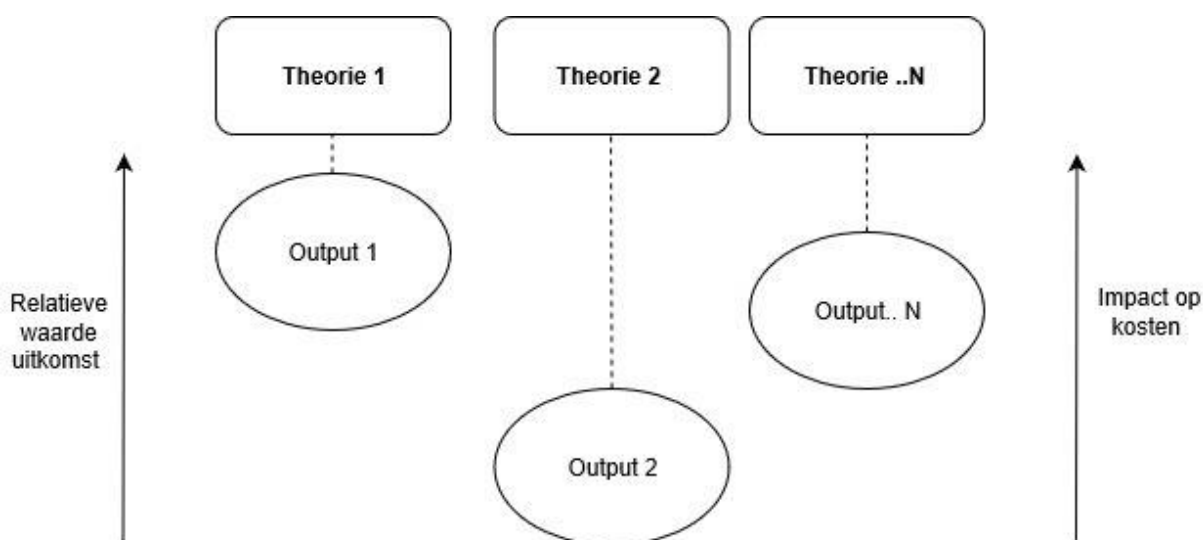 Theorie 1
Theorie 2
Theorie ..N
Output 1
Output.. N
Output 2
Relatieve
waarde
uitkomst
Impact op
kosten